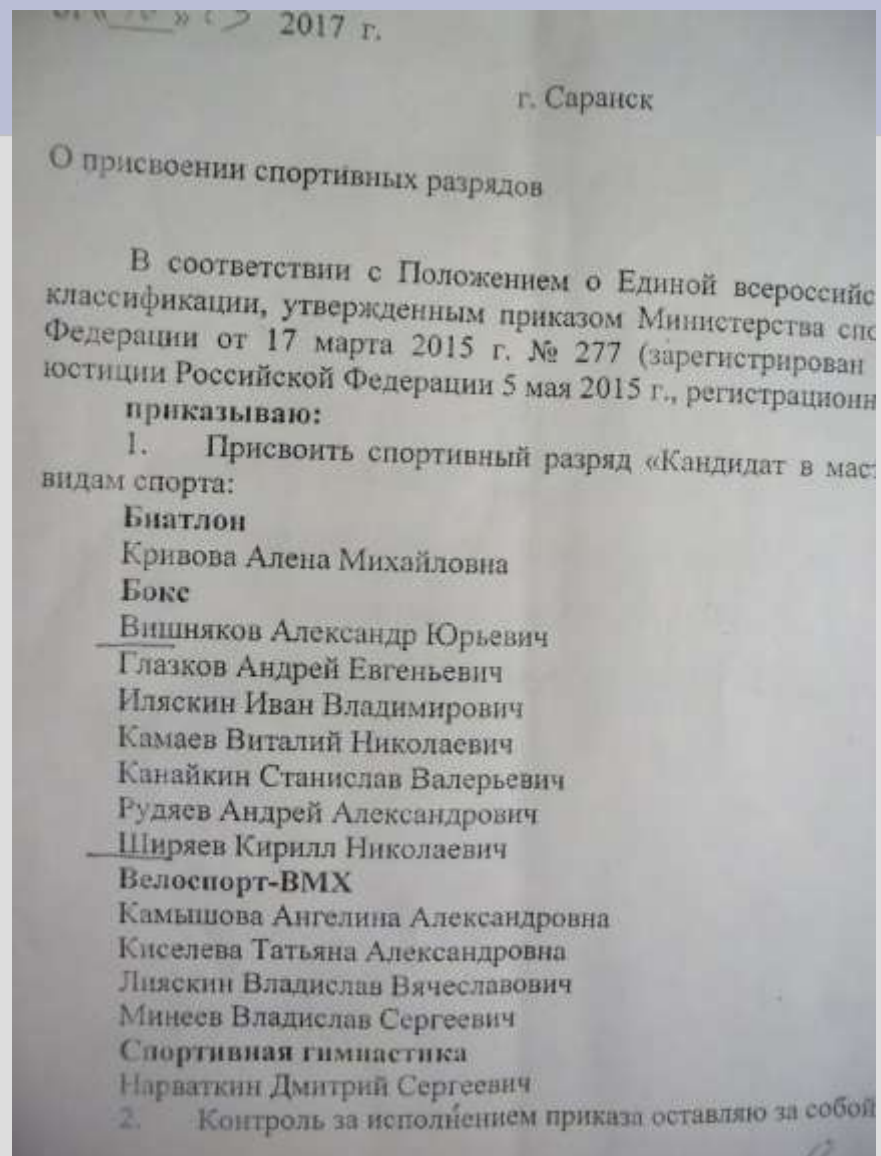 2017 г.
г. Саранск
О присвоении спортивных разрядов
В соответствии с Положением о Единой всероссийс
классификации, утвержденным приказом Министерства спо
Федерации от 17 марта 2015 г. № 277 (зарегистрирован
юстиции Российской Федерации 5 мая 2015 г., регистрационн
приказываю:
1. Присвоить спортивный разряд «Кандидат в маст
видам спорта:
Биатлон
Кривова Алена Михайловна
Бокс
Вишняков Александр Юрьевич
Глазков Андрей Евгеньевич
Иляскин Иван Владимирович
Камаев Виталий Николаевич
Канайкин Станислав Валерьевич
Рудяев Андрей Александрович
Ширяев Кирилл Николаевич
Велоспорт-ВМХ
Камышова Ангелина Александровна
Киселева Татьяна Александровна
Лияскин Владислав Вячеславович
Минеев Владислав Сергеевич
Спортивная гимнастика
Нарваткин Дмитрий Сергеевич
2. Контроль за исполнением приказа оставляю за собой